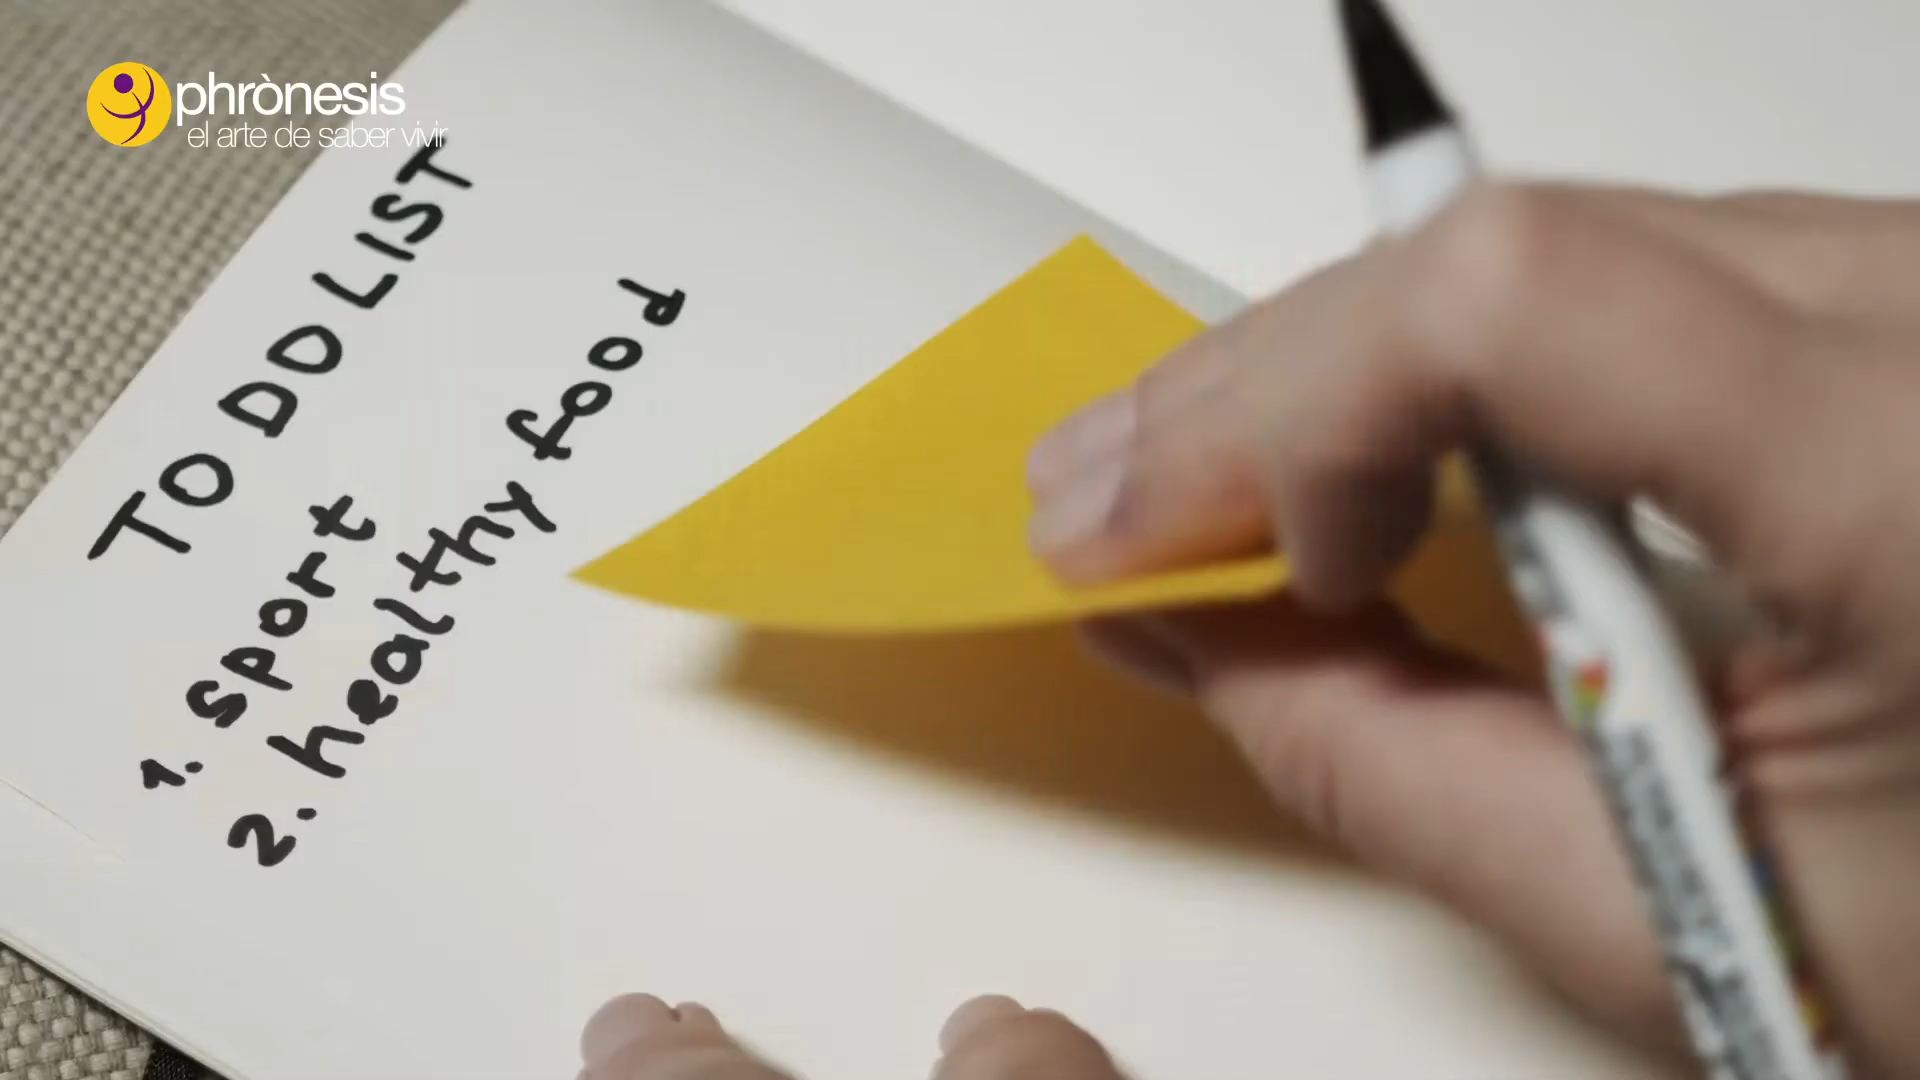 phrònesis
el arte de saber vivir
TO DO LIST
1. sport
2. healthy food